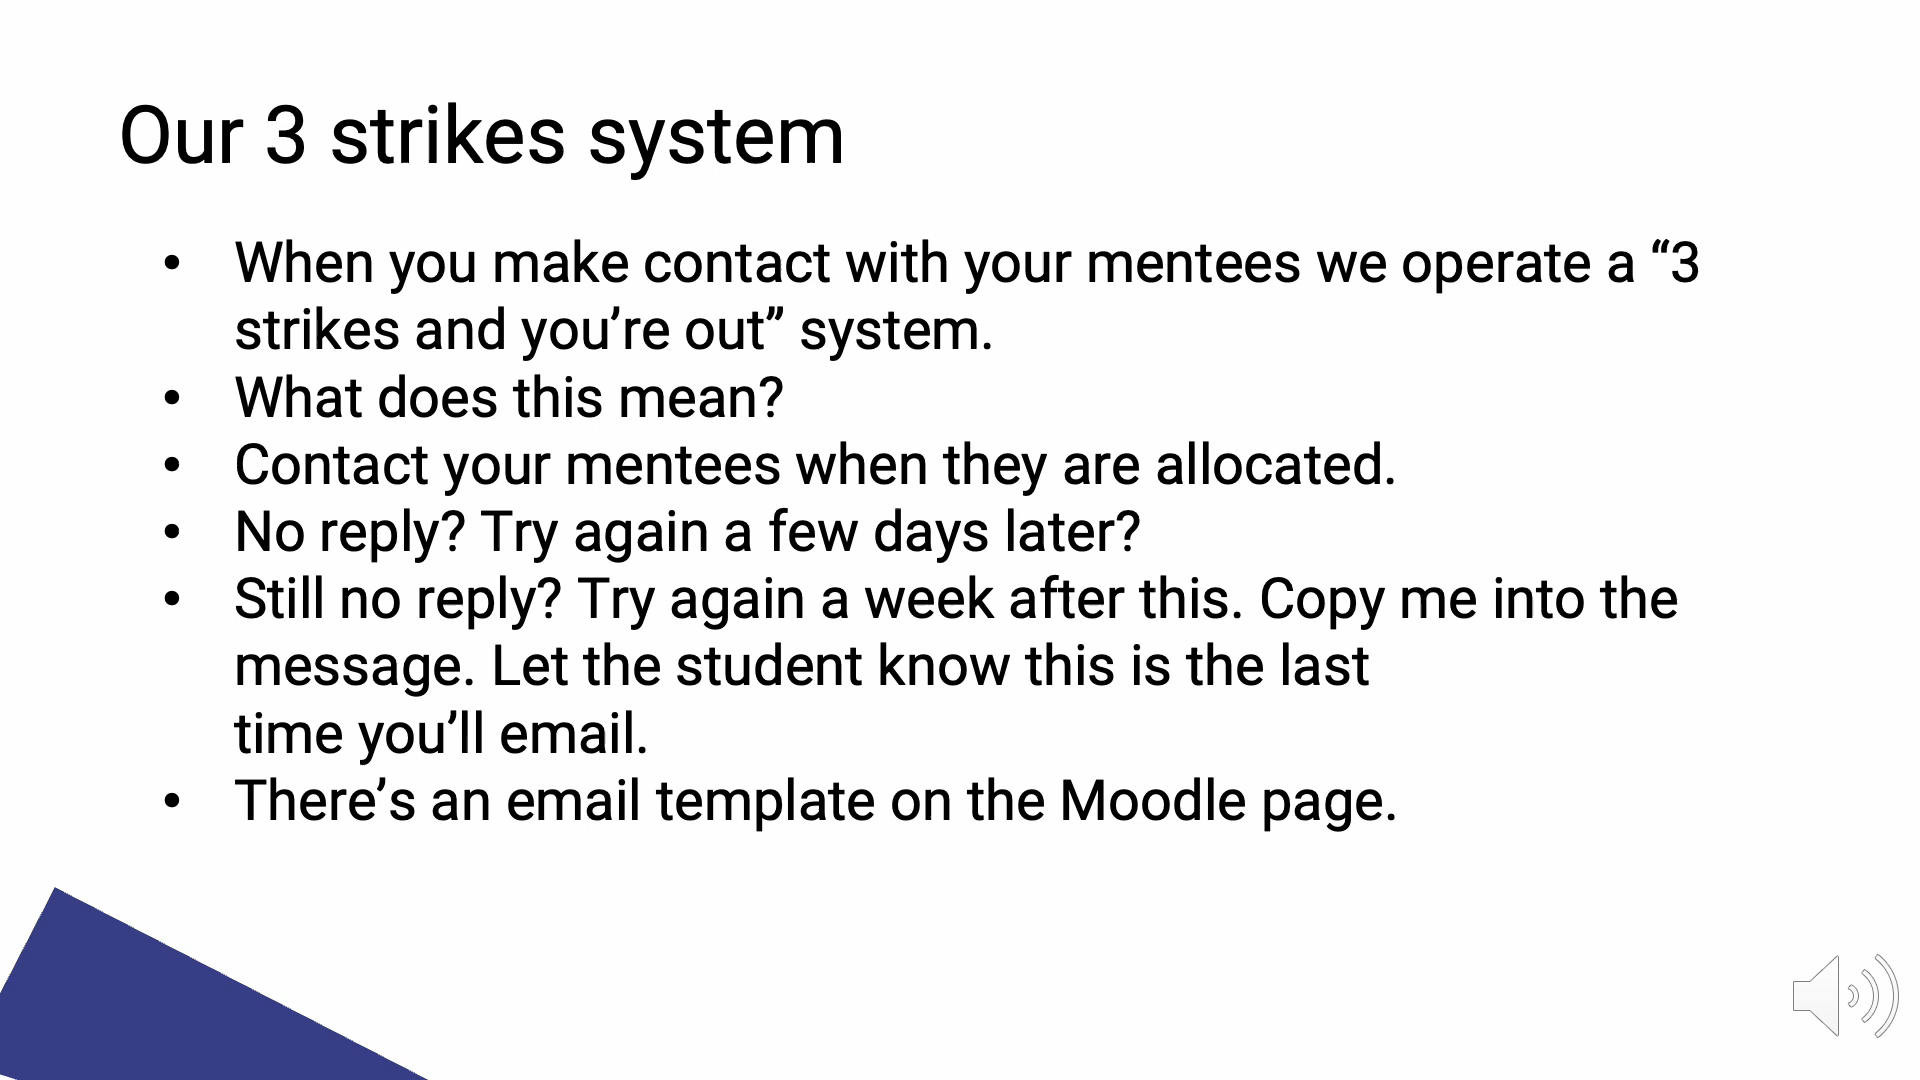 Our 3 strikes system
• When you make contact with your mentees we operate a “3
strikes and you’re out” system.
• What does this mean?
• Contact your mentees when they are allocated.
• No reply? Try again a few days later?
• Still no reply? Try again a week after this. Copy me into the
message. Let the student know this is the last
time you’ll email.
• There’s an email template on the Moodle page.